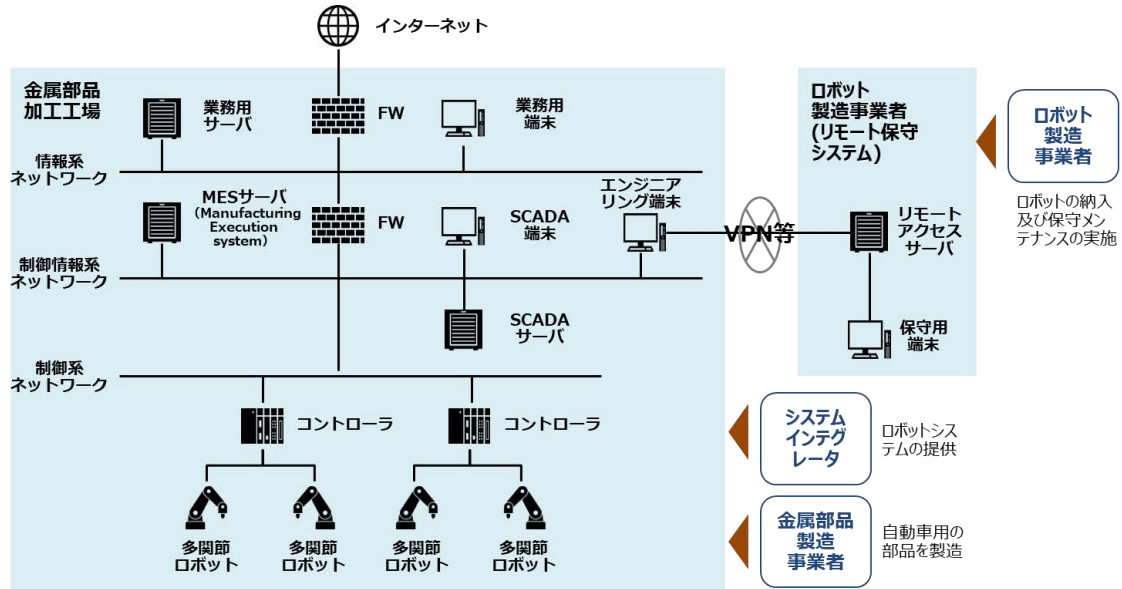 インターネット
金属部品
加工工場
業務用
サーバ
FW
業務用
端末
情報系
ネットワーク
MESサーバ
(Manufacturing
Execution
system)
FW
SCADA
端末
エンジニア
リング端末
制御情報系
ネットワーク
SCADA
サーバ
制御系
ネットワーク
コントローラ
コントローラ
多関節
ロボット
多関節
ロボット
多関節
ロボット
多関節
ロボット
VPN等
ロボット
製造事業者
(リモート保守
システム)
リモート
アクセス
サーバ
保守用
端末
ロボット
製造
事業者
ロボットの納入
及び保守メン
テナンスの実施
システム
インテグ
レータ
ロボットシス
テムの提供
金属部品
製造
事業者
自動車用の
部品を製造